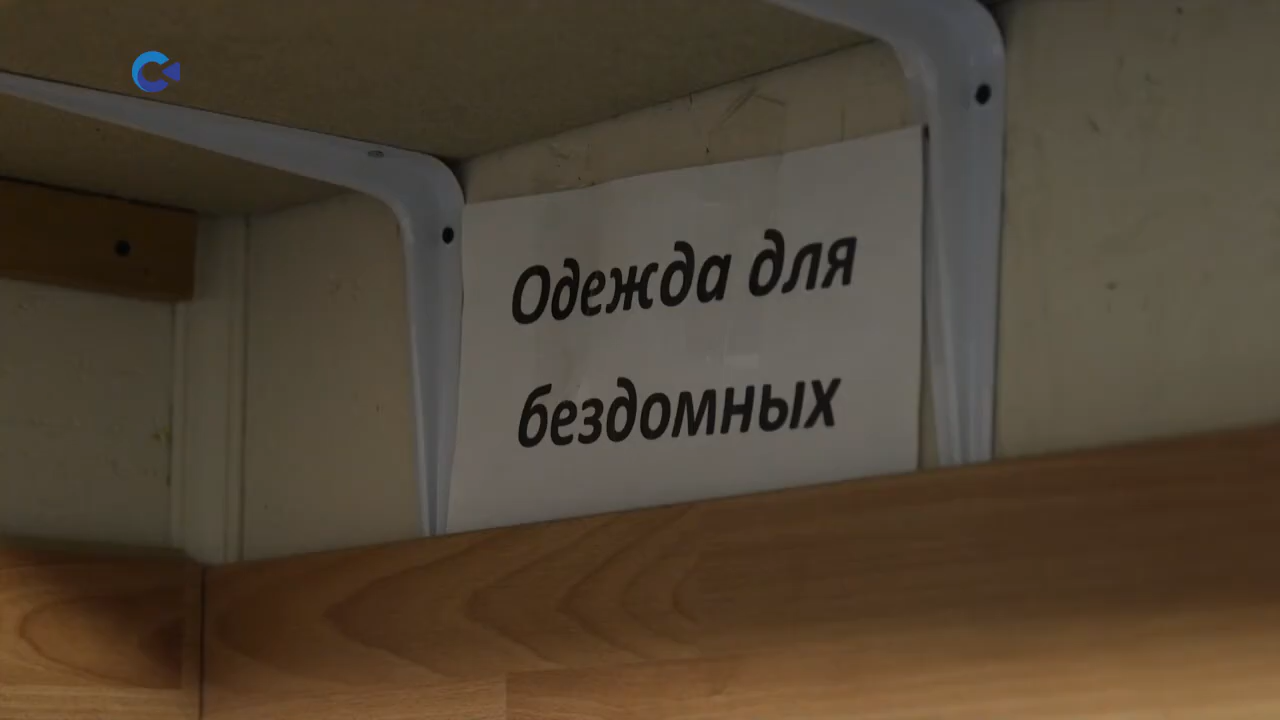 Одежда для
бездомных